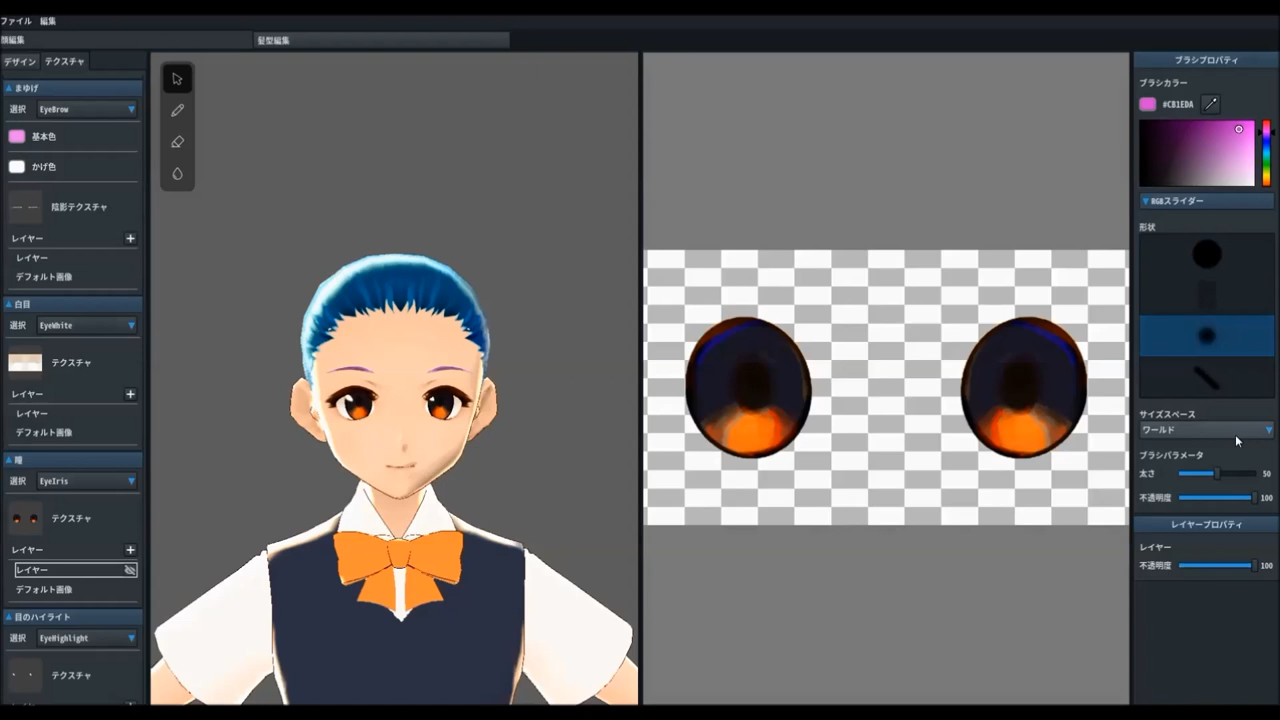 ファイル 編集
顔編集 髪型編集
デザイン テクスチャ
まゆげ
選択 EyeBrow
基本色
かげ色
陰影テクスチャ
レイヤー
レイヤー
デフォルト画像
白目
選択 EyeWhite
テクスチャ
レイヤー
レイヤー
デフォルト画像
瞳
選択 EyeIris
テクスチャ
レイヤー
レイヤー
デフォルト画像
目のハイライト
選択 EyeHighlight
テクスチャ
ブラシプロパティ
ブラシカラー
#CB1EDA
RGBスライダー
形状
サイズスペース
ワールド
ブラシパラメータ
太さ 50
不透明度 100
レイヤープロパティ
レイヤー
不透明度 100